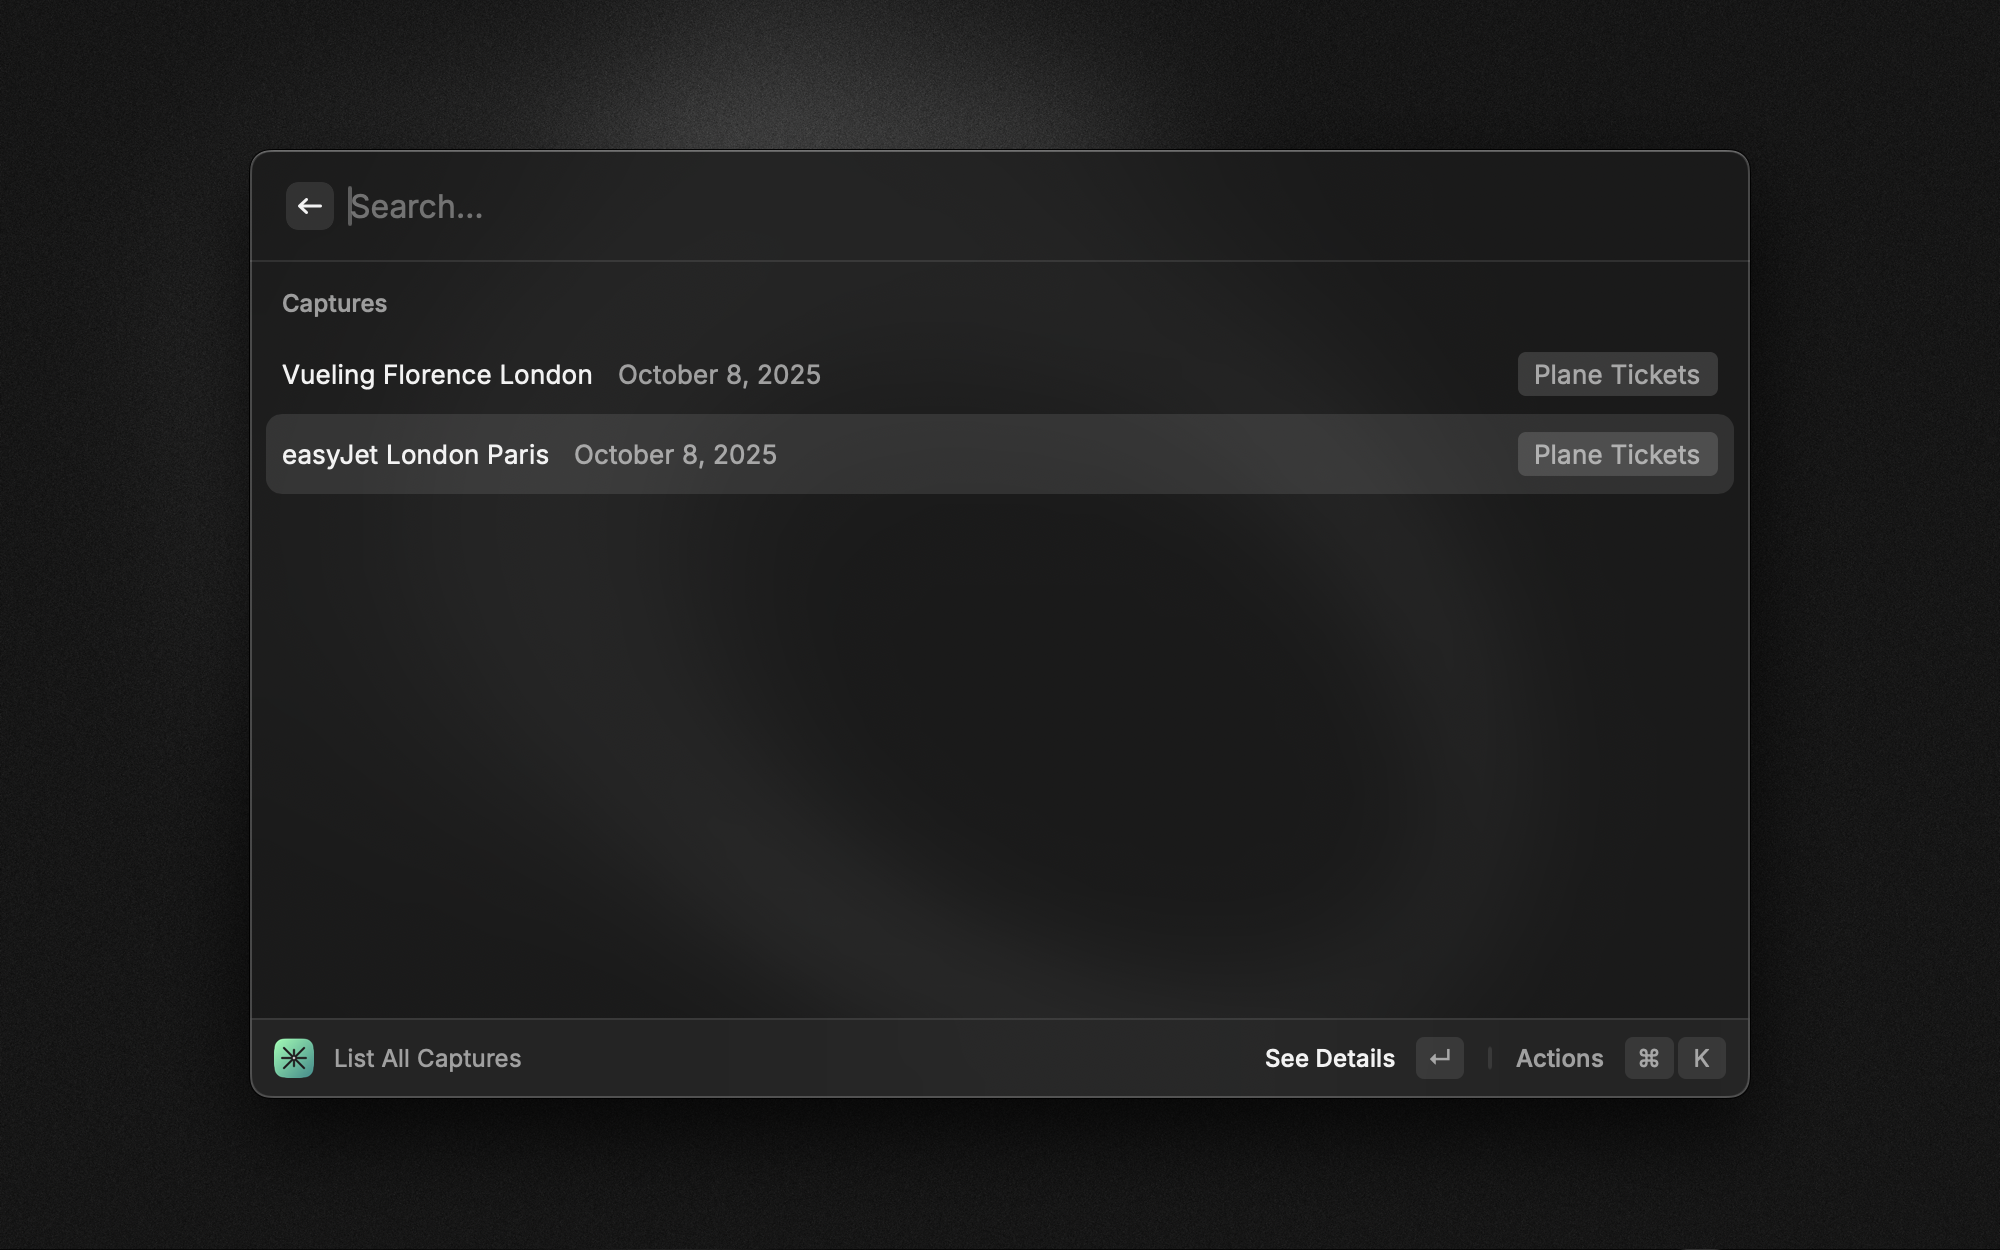 Search...
Captures
Vueling Florence London October 8, 2025 Plane Tickets
easyJet London Paris October 8, 2025 Plane Tickets
List All Captures See Details ↵ Actions ⌘ K